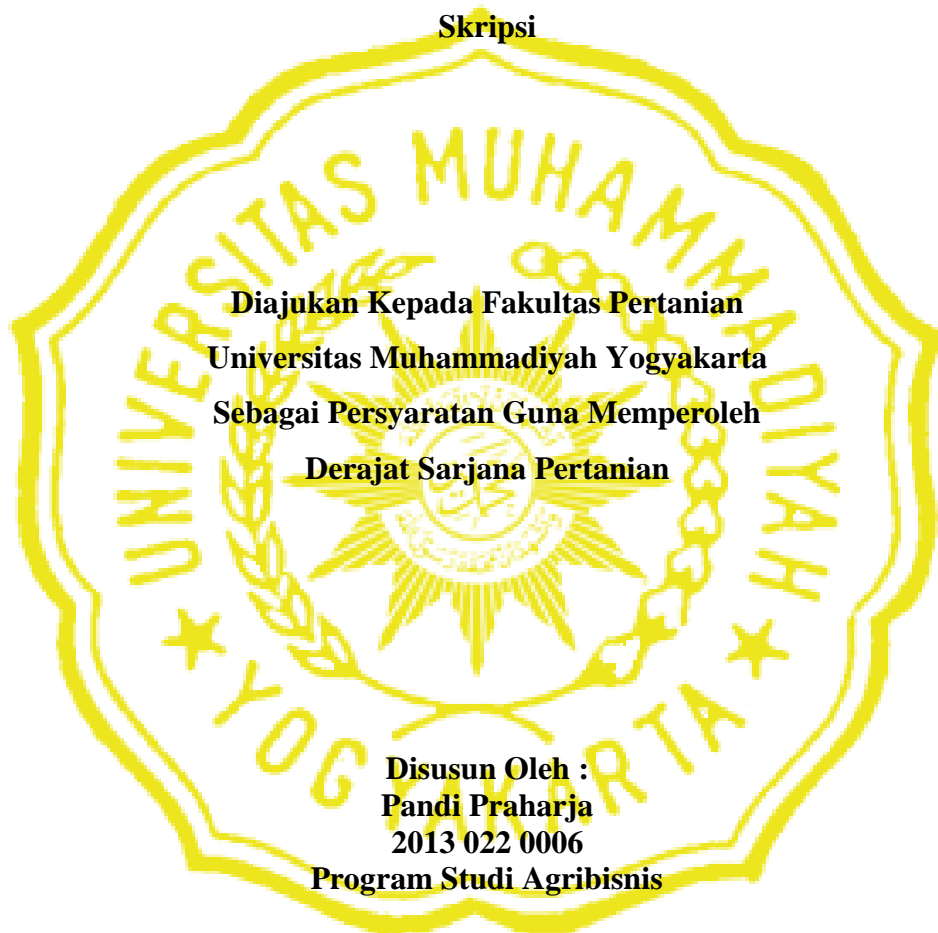 Skripsi
UNIVERSITAS MUHAMMADIYAH
Diajukan Kepada Fakultas Pertanian
Universitas Muhammadiyah Yogyakarta
Sebagai Persyaratan Guna Memperoleh
Derajat Sarjana Pertanian
★ YOGYAKARTA ★
Disusun Oleh :
Pandi Praharja
2013 022 0006
Program Studi Agribisnis